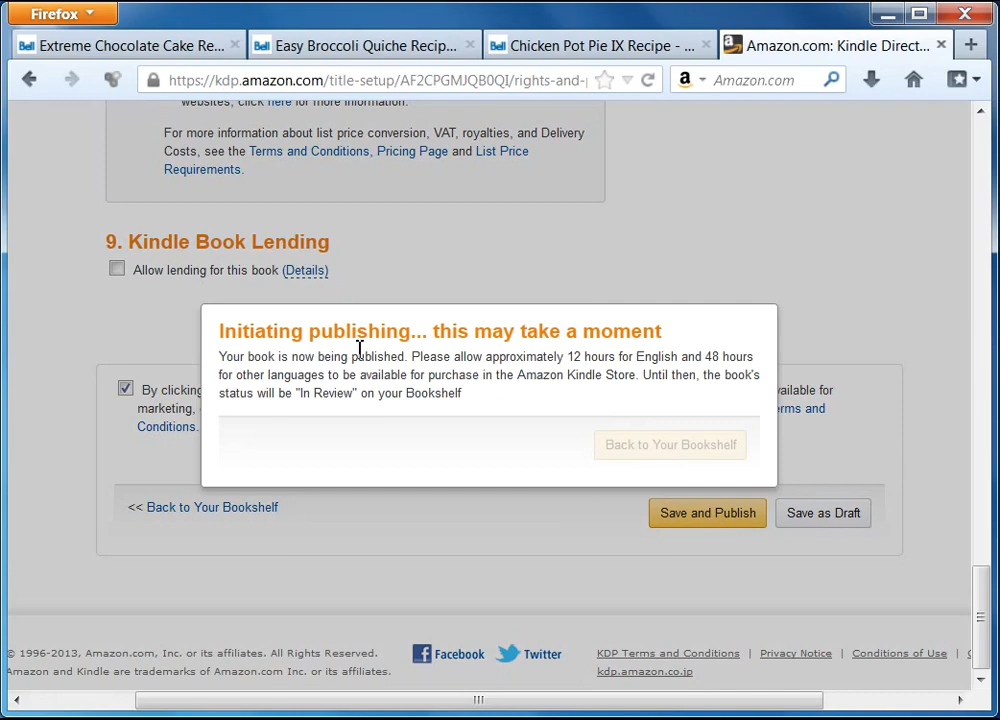 Firefox
Bell Extreme Chocolate Cake Re...
Bell Easy Broccoli Quiche Recip...
Bell Chicken Pot Pie IX Recipe - ...
Amazon.com: Kindle Direct...
https://kdp.amazon.com/title-setup/AF2CPGMJQB0QI/rights-and-
Amazon.com
websites, click here for more information.
For more information about list price conversion, VAT, royalties, and Delivery
Costs, see the Terms and Conditions, Pricing Page and List Price
Requirements.
9. Kindle Book Lending
Allow lending for this book (Details)
Initiating publishing... this may take a moment
Your book is now being published. Please allow approximately 12 hours for English and 48 hours
for other languages to be available for purchase in the Amazon Kindle Store. Until then, the book's
status will be "In Review" on your Bookshelf
Back to Your Bookshelf
By clicking
vailable for
marketing,
rms and
Conditions.
<< Back to Your Bookshelf
Save and Publish
Save as Draft
© 1996-2013, Amazon.com, Inc. or its affiliates. All Rights Reserved.
Amazon and Kindle are trademarks of Amazon.com Inc. or its affiliates.
Facebook
Twitter
KDP Terms and Conditions
Privacy Notice
Conditions of Use
kdp.amazon.co.jp